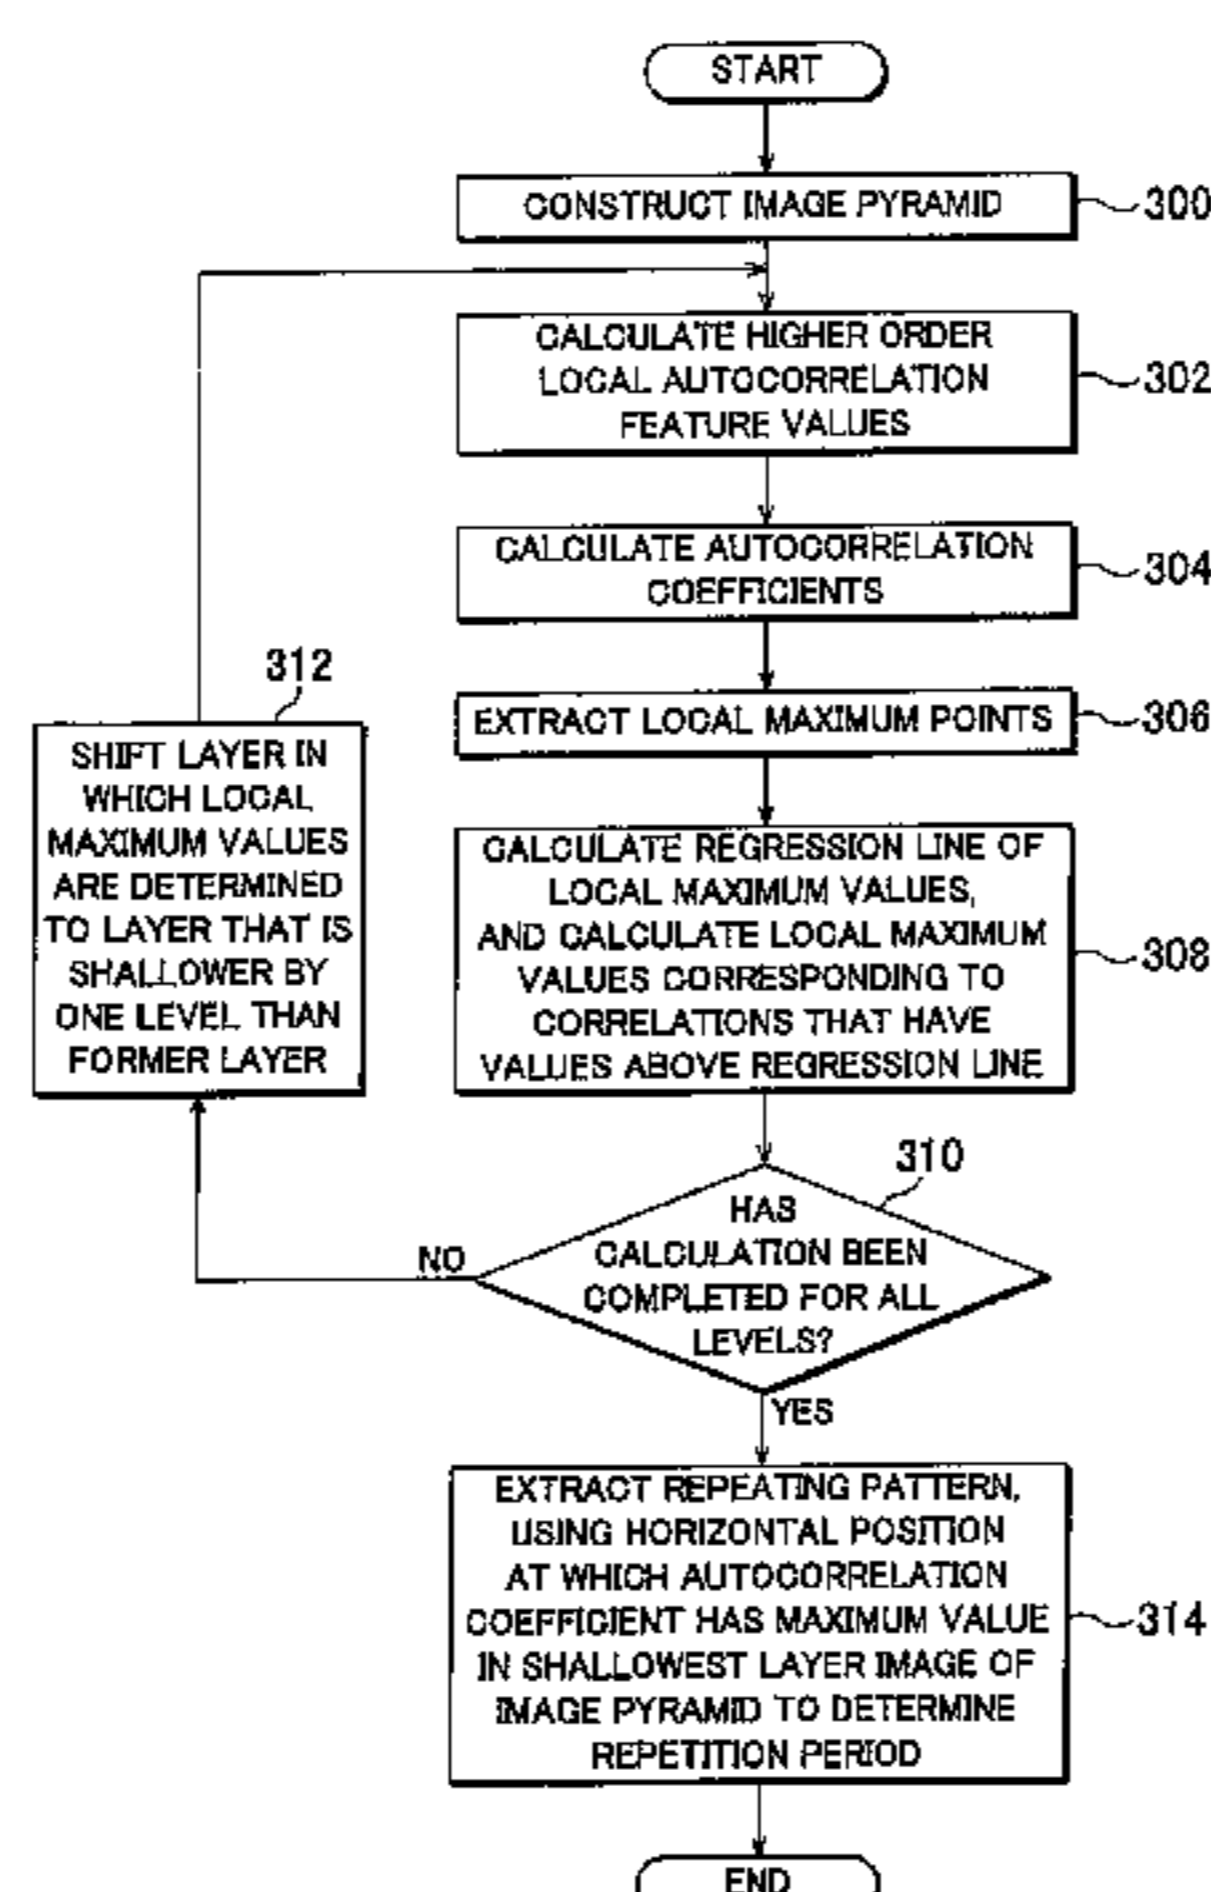 START
CONSTRUCT IMAGE PYRAMID
300
CALCULATE HIGHER ORDER
LOCAL AUTOCORRELATION
FEATURE VALUES
302
CALCULATE AUTOCORRELATION
COEFFICIENTS
304
EXTRACT LOCAL MAXIMUM POINTS
306
CALCULATE REGRESSION LINE OF
LOCAL MAXIMUM VALUES,
AND CALCULATE LOCAL MAXIMUM
VALUES CORRESPONDING TO
CORRELATIONS THAT HAVE
VALUES ABOVE REGRESSION LINE
308
310
HAS
CALCULATION BEEN
COMPLETED FOR ALL
LEVELS?
NO
312
SHIFT LAYER IN
WHICH LOCAL
MAXIMUM VALUES
ARE DETERMINED
TO LAYER THAT IS
SHALLOWER BY
ONE LEVEL THAN
FORMER LAYER
YES
EXTRACT REPEATING PATTERN,
USING HORIZONTAL POSITION
AT WHICH AUTOCORRELATION
COEFFICIENT HAS MAXIMUM VALUE
IN SHALLOWEST LAYER IMAGE OF
IMAGE PYRAMID TO DETERMINE
REPETITION PERIOD
314
END